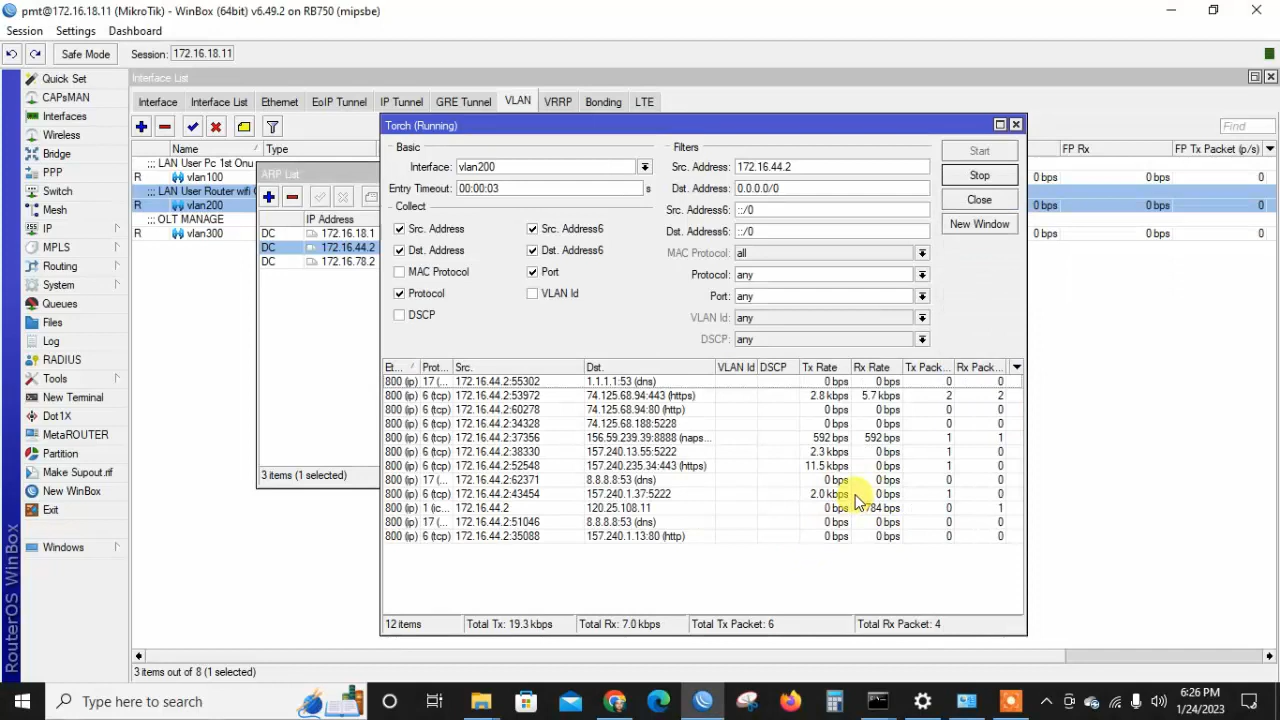 pmt@172.16.18.11 (MikroTik) - WinBox (64bit) v6.49.2 on RB750 (mipsbe)
Session Settings Dashboard
Safe Mode Session: 172.16.18.11
Quick Set
CAPsMAN
Interfaces
Wireless
Bridge
PPP
Switch
Mesh
IP
MPLS
Routing
System
Queues
Files
Log
RADIUS
Tools
New Terminal
Dot1X
MetaROUTER
Partition
Make Supout.rif
New WinBox
Exit
Windows
RouterOS WinBox
Interface List
Interface Interface List Ethernet EoIP Tunnel IP Tunnel GRE Tunnel VLAN VRRP Bonding LTE
Find
Name Type FP Rx FP Tx Packet (p/s)
;;; LAN User Pc 1st Onu
R vlan100 0 bps 0 bps 0
;;; LAN User Router wifi
R vlan200 0 bps 0 bps 0
;;; OLT MANAGE
R vlan300 0 bps 0 bps 0
ARP List
IP Address
DC 172.16.18.1
DC 172.16.44.2
DC 172.16.78.2
3 items (1 selected)
Torch (Running)
Basic
Interface: vlan200
Entry Timeout: 00:00:03 s
Collect
Src. Address Src. Address6
Dst. Address Dst. Address6
MAC Protocol Port
Protocol VLAN Id
DSCP
Filters
Src. Address: 172.16.44.2
Dst. Address: 0.0.0.0/0
Src. Address6: ::/0
Dst. Address6: ::/0
MAC Protocol: all
Protocol: any
Port: any
VLAN Id: any
DSCP: any
Start
Stop
Close
New Window
Et... Prot... Src. Dst. VLAN Id DSCP Tx Rate Rx Rate Tx Pack... Rx Pack...
800 (ip) 17 (... 172.16.44.2:55302 1.1.1.1:53 (dns) 0 bps 0 bps 0 0
800 (ip) 6 (tcp) 172.16.44.2:53972 74.125.68.94:443 (https) 2.8 kbps 5.7 kbps 2 2
800 (ip) 6 (tcp) 172.16.44.2:60278 74.125.68.94:80 (http) 0 bps 0 bps 0 0
800 (ip) 6 (tcp) 172.16.44.2:34328 74.125.68.188:5228 0 bps 0 bps 0 0
800 (ip) 6 (tcp) 172.16.44.2:37356 156.59.239.39:8888 (naps... 592 bps 592 bps 1 1
800 (ip) 6 (tcp) 172.16.44.2:38330 157.240.13.55:5222 2.3 kbps 0 bps 1 0
800 (ip) 6 (tcp) 172.16.44.2:52548 157.240.235.34:443 (https) 11.5 kbps 0 bps 1 0
800 (ip) 17 (... 172.16.44.2:62371 8.8.8.8:53 (dns) 0 bps 0 bps 0 0
800 (ip) 6 (tcp) 172.16.44.2:43454 157.240.1.37:5222 2.0 kbps 0 bps 1 0
800 (ip) 1 (ic... 172.16.44.2 120.25.108.11 0 bps 784 bps 0 1
800 (ip) 17 (... 172.16.44.2:51046 8.8.8.8:53 (dns) 0 bps 0 bps 0 0
800 (ip) 6 (tcp) 172.16.44.2:35088 157.240.1.13:80 (http) 0 bps 0 bps 0 0
12 items Total Tx: 19.3 kbps Total Rx: 7.0 kbps Total Tx Packet: 6 Total Rx Packet: 4
3 items out of 8 (1 selected)
Type here to search
6:26 PM
1/24/2023